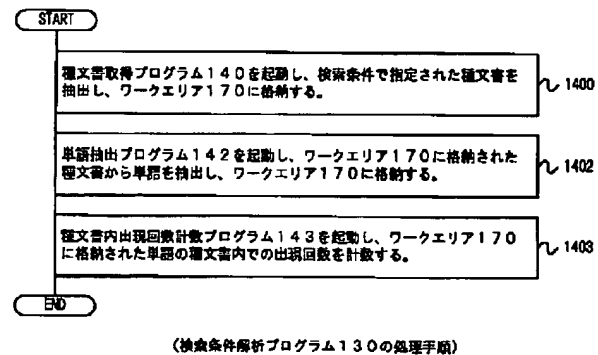 START
種文書取得プログラム140を起動し、検索条件で指定された種文書を
抽出し、ワークエリア170に格納する。
1400
単語抽出プログラム142を起動し、ワークエリア170に格納された
種文書から単語を抽出し、ワークエリア170に格納する。
1402
種文書内出現回数計数プログラム143を起動し、ワークエリア170
に格納された単語の種文書内での出現回数を計数する。
1403
END
(検索条件解析プログラム130の処理手順)